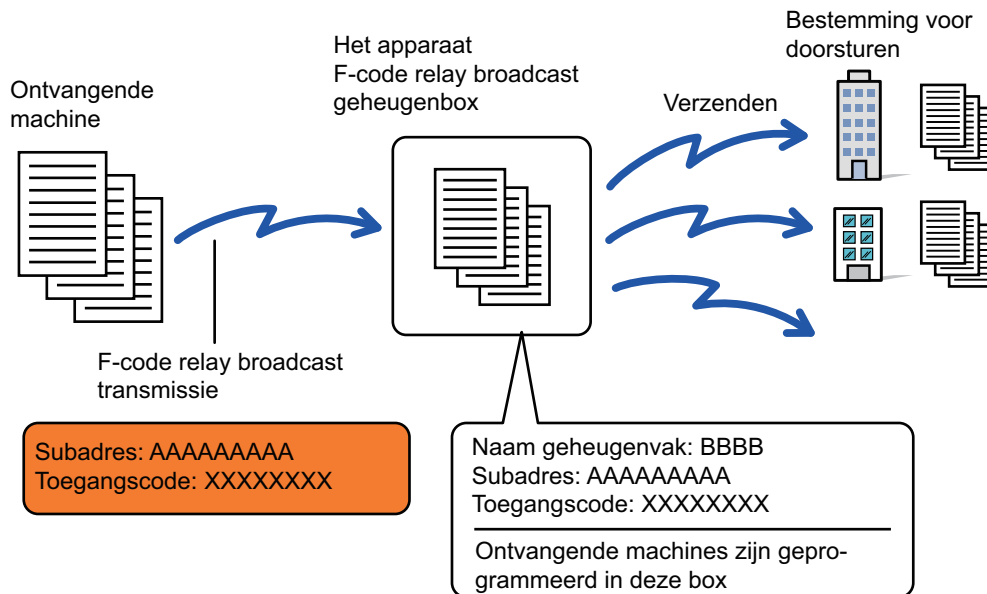 Ontvangende
machine
Het apparaat
F-code relay broadcast
geheugenbox
Verzenden
Bestemming voor
doorsturen
F-code relay broadcast
transmissie
Subadres: AAAAAAAAA
Toegangscode: XXXXXXXX
Naam geheugenvak: BBBB
Subadres: AAAAAAAAA
Toegangscode: XXXXXXXX
Ontvangende machines zijn gepro-
grammeerd in deze box